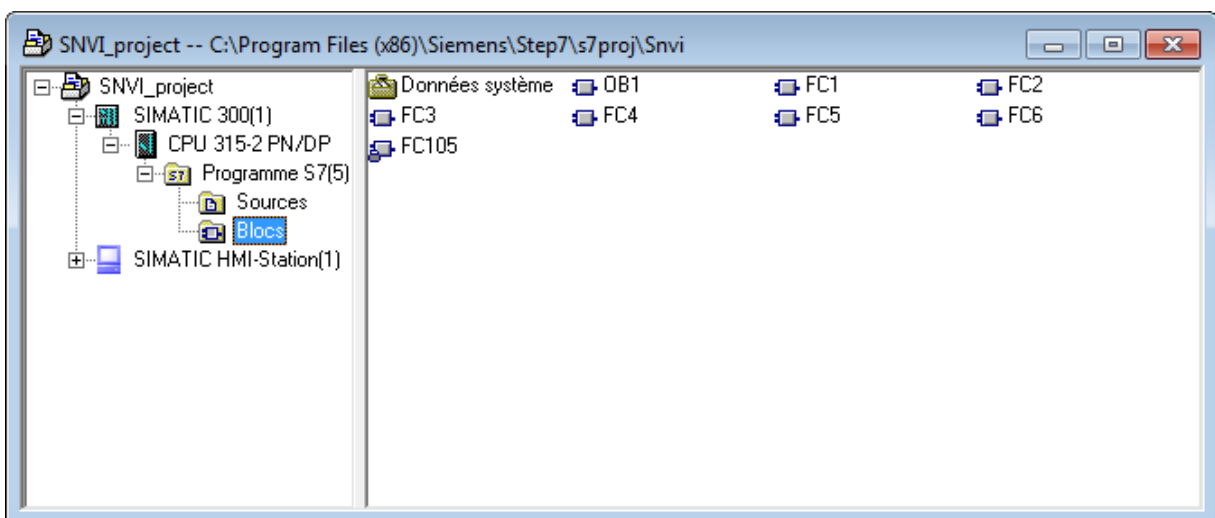 SNVI_project -- C:\Program Files (x86)\Siemens\Step7\s7proj\Snvi
SNVI_project
SIMATIC 300(1)
CPU 315-2 PN/DP
S7 Programme S7(5)
Sources
Blocs
SIMATIC HMI-Station(1)
Données système OB1 FC1 FC2
FC3 FC4 FC5 FC6
FC105